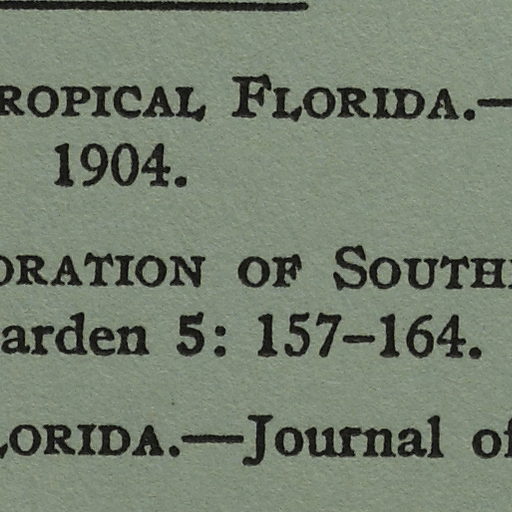 ROPICAL FLORIDA.—
1904.
ORATION OF SOUTH
arden 5: 157–164.
LORIDA.—Journal of